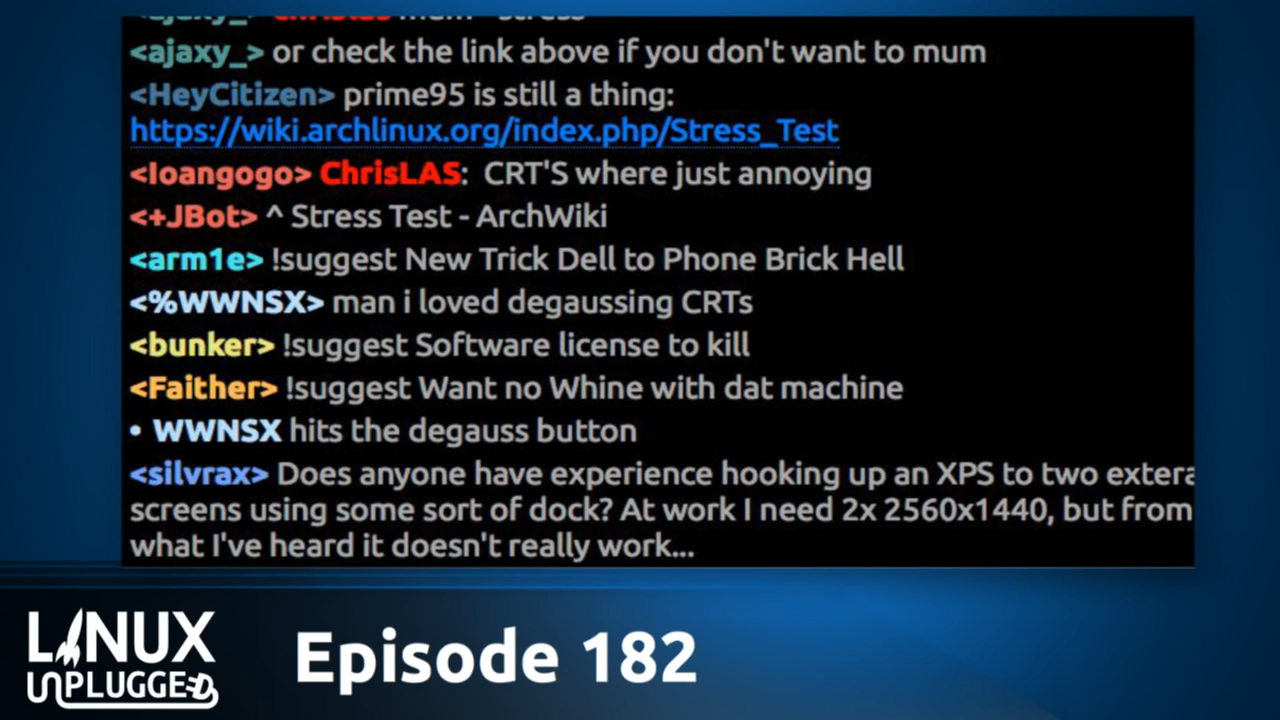 <ajaxy_> or check the link above if you don't want to mum
<HeyCitizen> prime95 is still a thing:
https://wiki.archlinux.org/index.php/Stress_Test
<Ioangogo> ChrisLAS:  CRT'S where just annoying
<+JBot> ^ Stress Test - ArchWiki
<arm1e> !suggest New Trick Dell to Phone Brick Hell
<%WWNSX> man i loved degaussing CRTs
<bunker> !suggest Software license to kill
<Faither> !suggest Want no Whine with dat machine
• WWNSX hits the degauss button
<silvrax> Does anyone have experience hooking up an XPS to two extera
screens using some sort of dock? At work I need 2x 2560x1440, but from
what I've heard it doesn't really work...
LINUX
UNPLUGGED
Episode 182